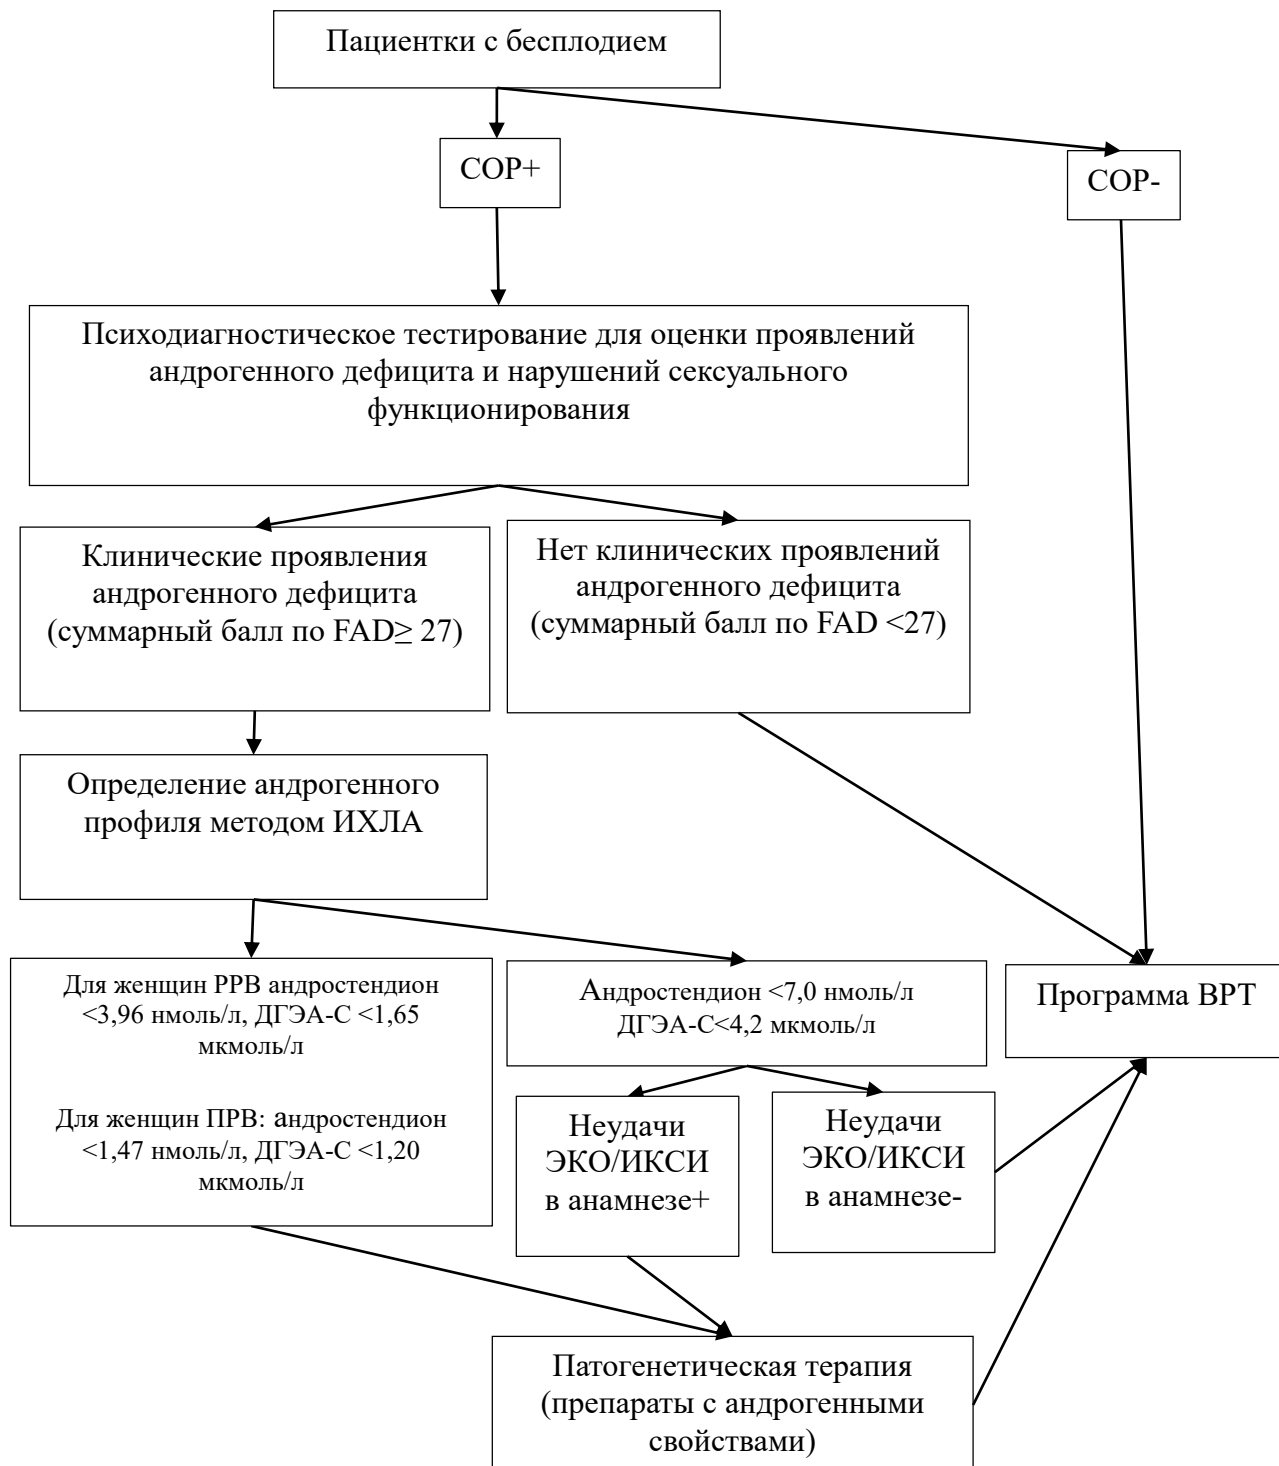 Пациентки с бесплодием
СОР+
СОР-
Психодиагностическое тестирование для оценки проявлений
андрогенного дефицита и нарушений сексуального
функционирования
Клинические проявления
андрогенного дефицита
(суммарный балл по FAD≥ 27)
Нет клинических проявлений
андрогенного дефицита
(суммарный балл по FAD <27)
Определение андрогенного
профиля методом ИХЛА
Для женщин РРВ андростендион
<3,96 нмоль/л, ДГЭА-С <1,65
мкмоль/л
Для женщин ПРВ: андростендион
<1,47 нмоль/л, ДГЭА-С <1,20
мкмоль/л
Андростендион <7,0 нмоль/л
ДГЭА-С<4,2 мкмоль/л
Программа ВРТ
Неудачи
ЭКО/ИКСИ
в анамнезе+
Неудачи
ЭКО/ИКСИ
в анамнезе-
Патогенетическая терапия
(препараты с андрогенными
свойствами)